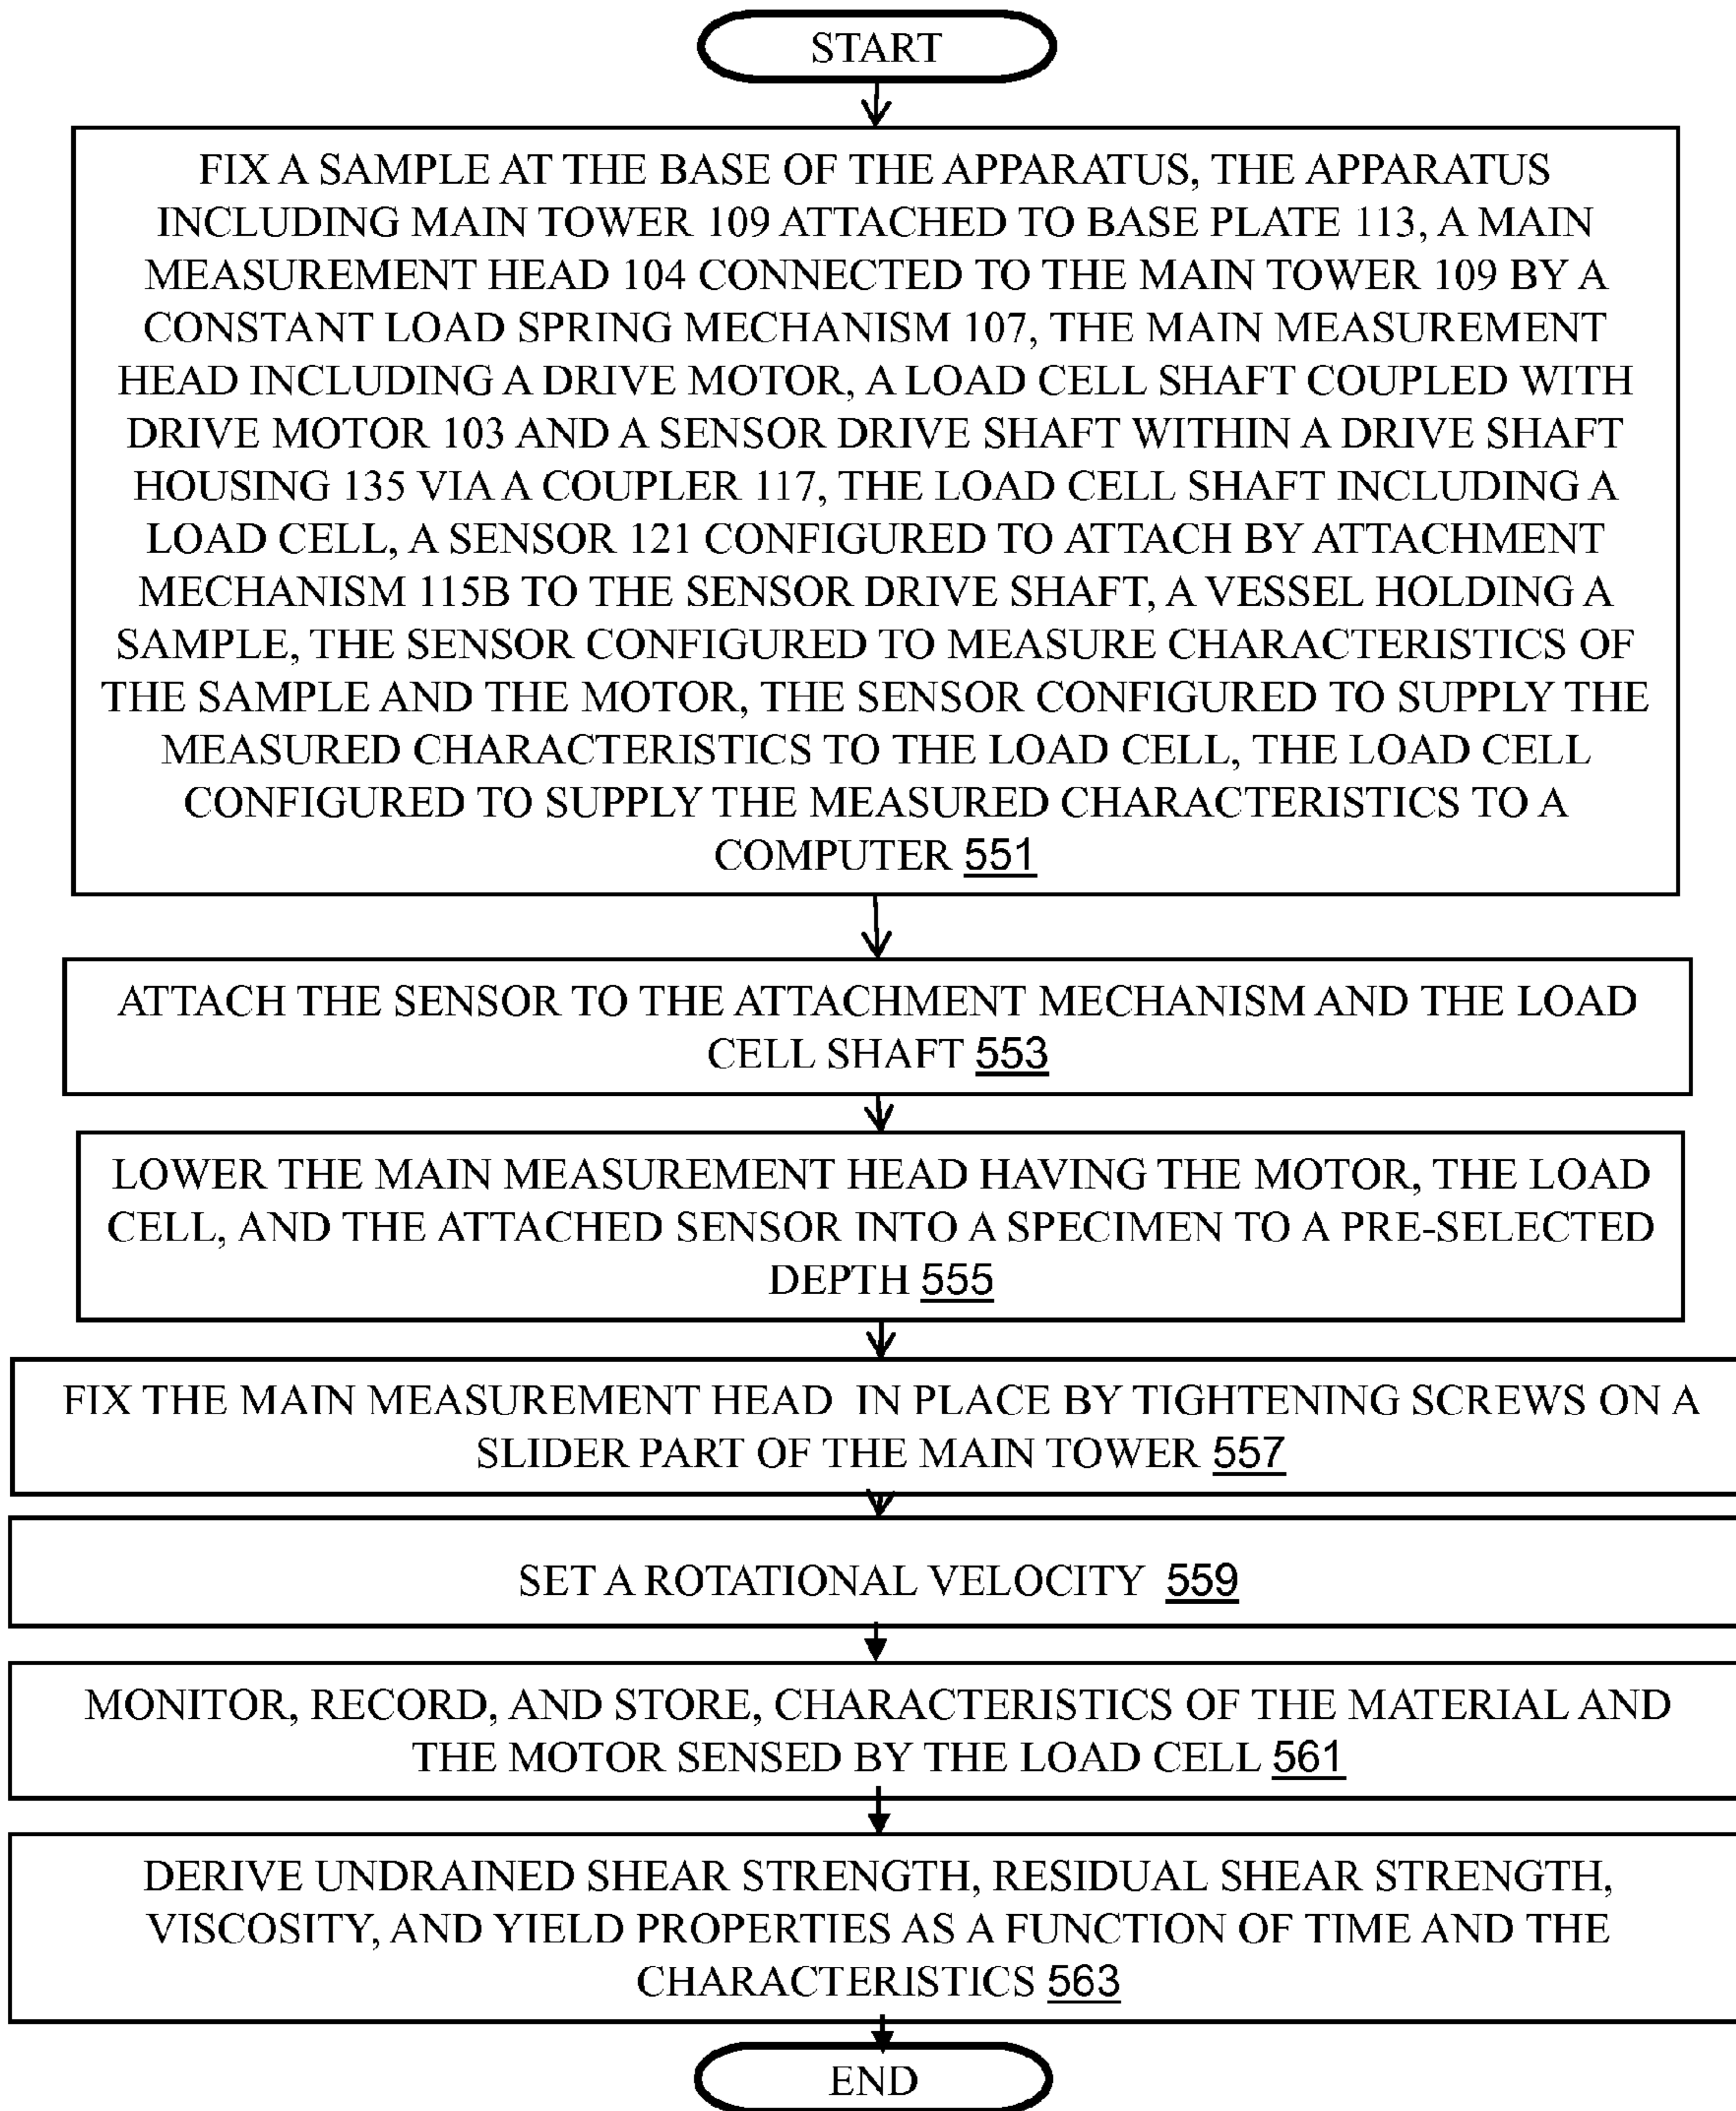 START
FIX A SAMPLE AT THE BASE OF THE APPARATUS, THE APPARATUS
INCLUDING MAIN TOWER 109 ATTACHED TO BASE PLATE 113, A MAIN
MEASUREMENT HEAD 104 CONNECTED TO THE MAIN TOWER 109 BY A
CONSTANT LOAD SPRING MECHANISM 107, THE MAIN MEASUREMENT
HEAD INCLUDING A DRIVE MOTOR, A LOAD CELL SHAFT COUPLED WITH
DRIVE MOTOR 103 AND A SENSOR DRIVE SHAFT WITHIN A DRIVE SHAFT
HOUSING 135 VIA A COUPLER 117, THE LOAD CELL SHAFT INCLUDING A
LOAD CELL, A SENSOR 121 CONFIGURED TO ATTACH BY ATTACHMENT
MECHANISM 115B TO THE SENSOR DRIVE SHAFT, A VESSEL HOLDING A
SAMPLE, THE SENSOR CONFIGURED TO MEASURE CHARACTERISTICS OF
THE SAMPLE AND THE MOTOR, THE SENSOR CONFIGURED TO SUPPLY THE
MEASURED CHARACTERISTICS TO THE LOAD CELL, THE LOAD CELL
CONFIGURED TO SUPPLY THE MEASURED CHARACTERISTICS TO A
COMPUTER 551
ATTACH THE SENSOR TO THE ATTACHMENT MECHANISM AND THE LOAD
CELL SHAFT 553
LOWER THE MAIN MEASUREMENT HEAD HAVING THE MOTOR, THE LOAD
CELL, AND THE ATTACHED SENSOR INTO A SPECIMEN TO A PRE-SELECTED
DEPTH 555
FIX THE MAIN MEASUREMENT HEAD IN PLACE BY TIGHTENING SCREWS ON A
SLIDER PART OF THE MAIN TOWER 557
SET A ROTATIONAL VELOCITY 559
MONITOR, RECORD, AND STORE, CHARACTERISTICS OF THE MATERIAL AND
THE MOTOR SENSED BY THE LOAD CELL 561
DERIVE UNDRAINED SHEAR STRENGTH, RESIDUAL SHEAR STRENGTH,
VISCOSITY, AND YIELD PROPERTIES AS A FUNCTION OF TIME AND THE
CHARACTERISTICS 563
END